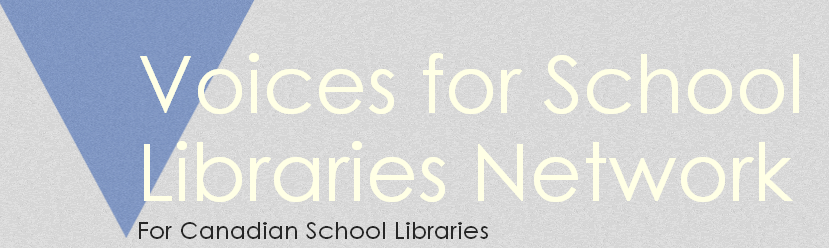 Voices for School
Libraries Network
For Canadian School Libraries